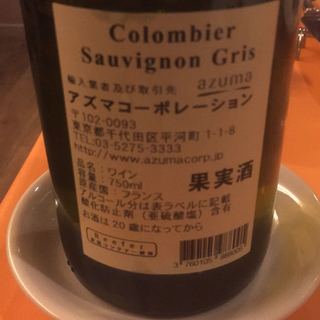 Colombier
Sauvignon Gris
輸入業者及び取引先 azuma
アズマコーポレーション
〒102-0093
東京都千代田区平河町1-1-8
TEL:03-5275-3333
http://www.azumacorp.jp
品名：ワイン
容量：750ml
原産国：フランス
果実酒
アルコール分は表ラベルに記載
酸化防止剤（亜硫酸塩）含有
お酒は20歳になってから
Reefer